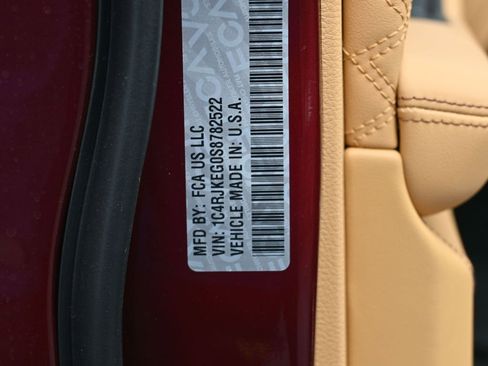 MFD BY: FCA US LLC
VIN: 1C4RJKEG0S8782522
VEHICLE MADE IN: U.S.A.